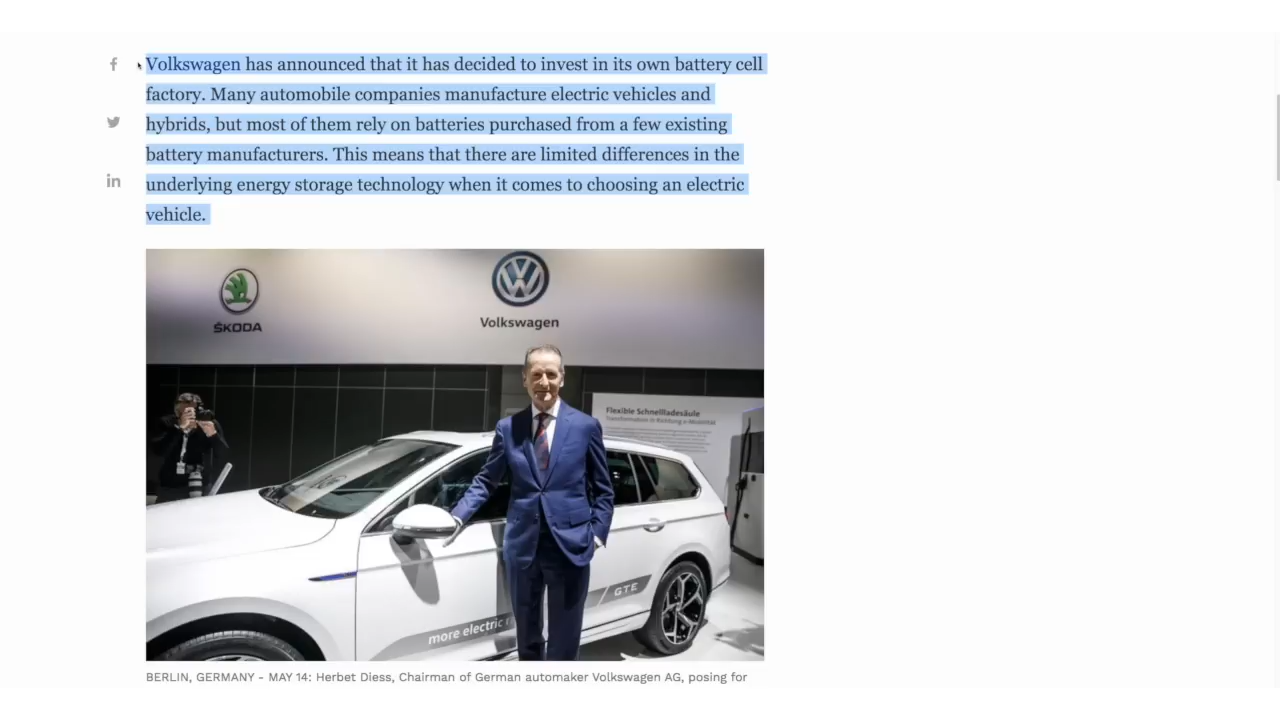 Volkswagen has announced that it has decided to invest in its own battery cell
factory. Many automobile companies manufacture electric vehicles and
hybrids, but most of them rely on batteries purchased from a few existing
battery manufacturers. This means that there are limited differences in the
underlying energy storage technology when it comes to choosing an electric
vehicle.
ŠKODA
Volkswagen
Flexible Schnellladesäule
Transformation in Richtung e-Mobilität
GTE
more electric
BERLIN, GERMANY - MAY 14: Herbet Diess, Chairman of German automaker Volkswagen AG, posing for